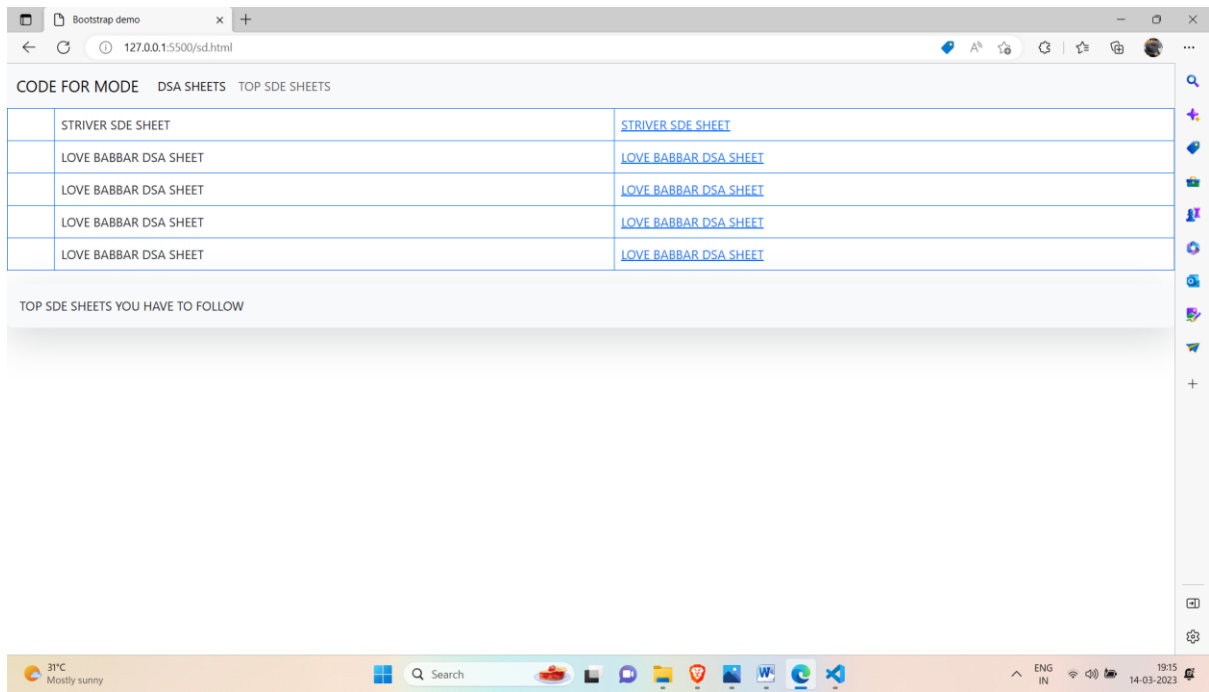 Bootstrap demo
127.0.0.1:5500/sd.html
CODE FOR MODE DSA SHEETS TOP SDE SHEETS
STRIVER SDE SHEET STRIVER SDE SHEET
LOVE BABBAR DSA SHEET LOVE BABBAR DSA SHEET
LOVE BABBAR DSA SHEET LOVE BABBAR DSA SHEET
LOVE BABBAR DSA SHEET LOVE BABBAR DSA SHEET
LOVE BABBAR DSA SHEET LOVE BABBAR DSA SHEET
TOP SDE SHEETS YOU HAVE TO FOLLOW
31°C
Mostly sunny
Search
ENG
IN
19:15
14-03-2023